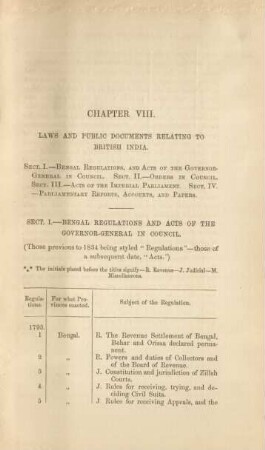 CHAPTER VIII.
LAWS AND PUBLIC DOCUMENTS RELATING TO
BRITISH INDIA.
SECT. I.—BENGAL REGULATIONS, AND ACTS OF THE GOVERNOR-
GENERAL IN COUNCIL. SECT. II.—ORDERS IN COUNCIL.
SECT. III.—ACTS OF THE IMPERIAL PARLIAMENT. SECT. IV.
—PARLIAMENTARY REPORTS, ACCOUNTS, AND PAPERS.
SECT. I.—BENGAL REGULATIONS AND ACTS OF THE
GOVERNOR-GENERAL IN COUNCIL.
(Those previous to 1834 being styled "Regulations"—those of
a subsequent date, "Acts.")
*** The initials placed before the titles signify—R. Revenue—J. Judicial—M.
Miscellaneous.
Regula- For what Pro- Subject of the Regulation.
tions. vinces enacted.
1793.
1 Bengal. R. The Revenue Settlement of Bengal,
Behar and Orissa declared perma-
nent.
2 „ R. Powers and duties of Collectors and
of the Board of Revenue.
3 „ J. Constitution and jurisdiction of Zillah
Courts.
4 „ J. Rules for receiving, trying, and de-
ciding Civil Suits.
5 „ J. Rules for receiving Appeals, and the